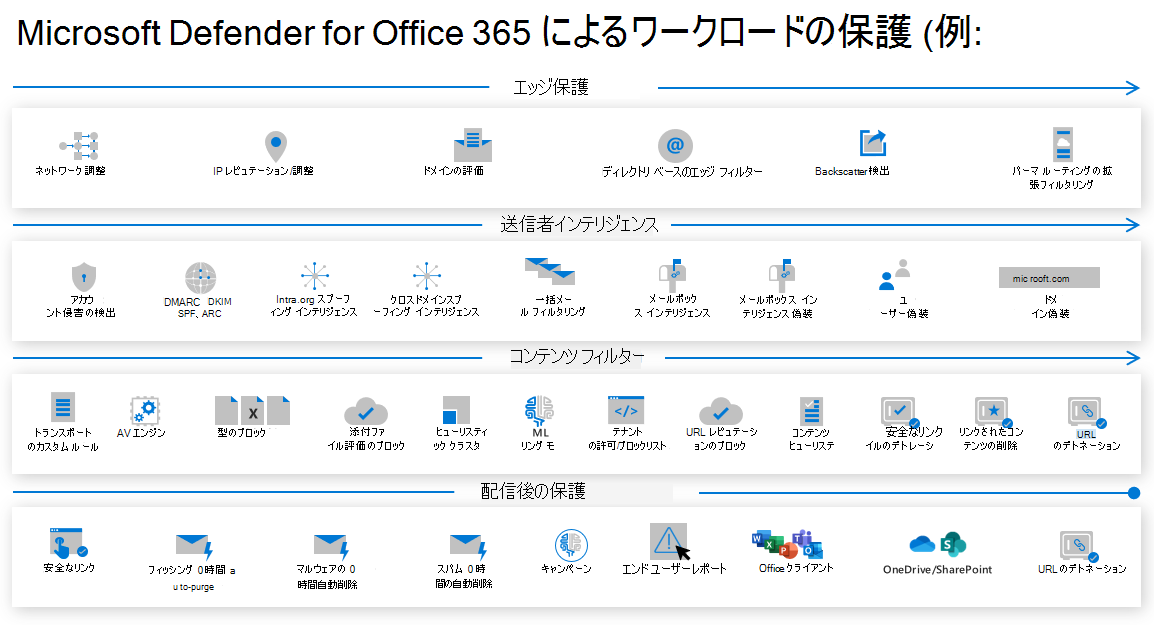 Microsoft Defender for Office 365 によるワークロードの保護 (例:
エッジ保護
ネットワーク調整
IP レピュテーション/調整
ドメインの評価
ディレクトリ ベースのエッジ フィルター
Backscatter検出
パーマ ルーティングの拡
張フィルタリング
送信者インテリジェンス
アカウ
ント侵害の検出
DMARC、DKIM
SPF、ARC
Intra.org スプーフ
ィング インテリジェンス
クロスドメインスプ
ーフィング インテリジェンス
一括メー
ル フィルタリング
メールボック
ス インテリジェンス
メールボックス イン
テリジェンス 偽装
ユー
ーザー偽装
mic rooft.com
ドメ
イン偽装
コンテンツ フィルター
トランスポート
のカスタム ルール
AV エンジン
X
型のブロック
添付ファ
イル評価のブロック
ヒューリスティ
ック クラスタ
ML
リング モ
テナント
の許可/ブロックリスト
URL レピュテーシ
ョンのブロック
コンテンツ
ヒューリステ
安全なリンク
イルのデトレーシ
リンクされたコン
テンツの削除
URL
のデトネーション
配信後の保護
安全なリンク
フィッシング 0時間 a
u to-purge
マルウェアの 0
時間自動削除
スパム 0時
間の自動削除
キャンペーン
エンド ユーザーレポート
Office クライアント
OneDrive/SharePoint
URLのデトネーション